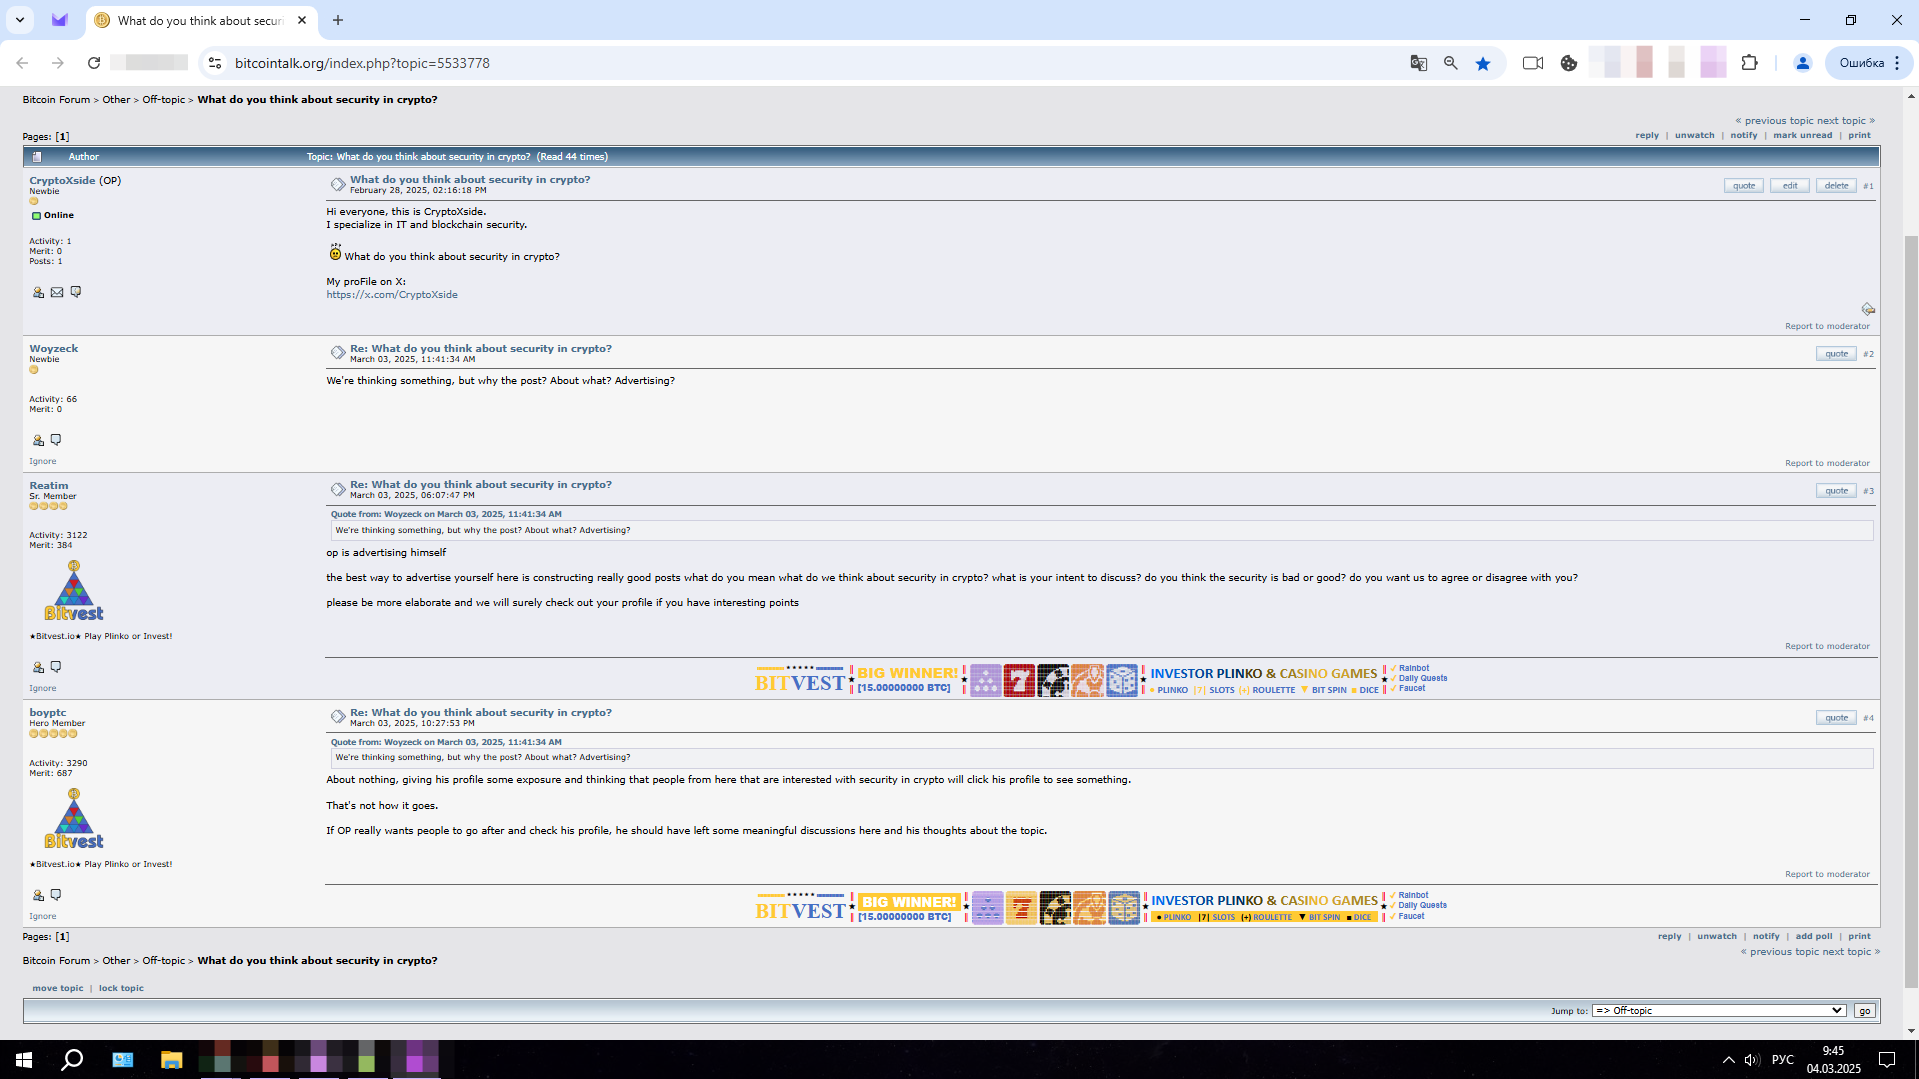 What do you think about securi
bitcointalk.org/index.php?topic=5533778
Ошибка
Bitcoin Forum > Other > Off-topic > What do you think about security in crypto?
« previous topic next topic »
Pages: [1]
reply | unwatch | notify | mark unread | print
Author Topic: What do you think about security in crypto? (Read 44 times)
CryptoXside (OP)
Newbie
Online
Activity: 1
Merit: 0
Posts: 1
What do you think about security in crypto?
February 28, 2025, 02:16:18 PM
quote edit delete #1
Hi everyone, this is CryptoXside.
I specialize in IT and blockchain security.
What do you think about security in crypto?
My proFile on X:
https://x.com/CryptoXside
Report to moderator
Woyzeck
Newbie
Activity: 66
Merit: 0
Ignore
Re: What do you think about security in crypto?
March 03, 2025, 11:41:34 AM
quote #2
We're thinking something, but why the post? About what? Advertising?
Report to moderator
Reatim
Sr. Member
Activity: 3122
Merit: 384
Bitvest
★Bitvest.io★ Play Plinko or Invest!
Ignore
Re: What do you think about security in crypto?
March 03, 2025, 06:07:47 PM
quote #3
Quote from: Woyzeck on March 03, 2025, 11:41:34 AM
We're thinking something, but why the post? About what? Advertising?
op is advertising himself
the best way to advertise yourself here is constructing really good posts what do you mean what do we think about security in crypto? what is your intent to discuss? do you think the security is bad or good? do you want us to agree or disagree with you?
please be more elaborate and we will surely check out your profile if you have interesting points
Report to moderator
BITVEST BIG WINNER! [15.00000000 BTC] 7 INVESTOR PLINKO & CASINO GAMES
● PLINKO |7| SLOTS (+) ROULETTE ▼ BIT SPIN ■ DICE
✓ Rainbot
✓ Daily Quests
✓ Faucet
boyptc
Hero Member
Activity: 3290
Merit: 687
Bitvest
★Bitvest.io★ Play Plinko or Invest!
Ignore
Re: What do you think about security in crypto?
March 03, 2025, 10:27:53 PM
quote #4
Quote from: Woyzeck on March 03, 2025, 11:41:34 AM
We're thinking something, but why the post? About what? Advertising?
About nothing, giving his profile some exposure and thinking that people from here that are interested with security in crypto will click his profile to see something.
That's not how it goes.
If OP really wants people to go after and check his profile, he should have left some meaningful discussions here and his thoughts about the topic.
Report to moderator
BITVEST BIG WINNER! [15.00000000 BTC] 7 INVESTOR PLINKO & CASINO GAMES
● PLINKO |7| SLOTS (+) ROULETTE ▼ BIT SPIN ■ DICE
✓ Rainbot
✓ Daily Quests
✓ Faucet
Pages: [1]
reply | unwatch | notify | add poll | print
« previous topic next topic »
Bitcoin Forum > Other > Off-topic > What do you think about security in crypto?
move topic | lock topic
Jump to: => Off-topic go
РУС
9:45
04.03.2025